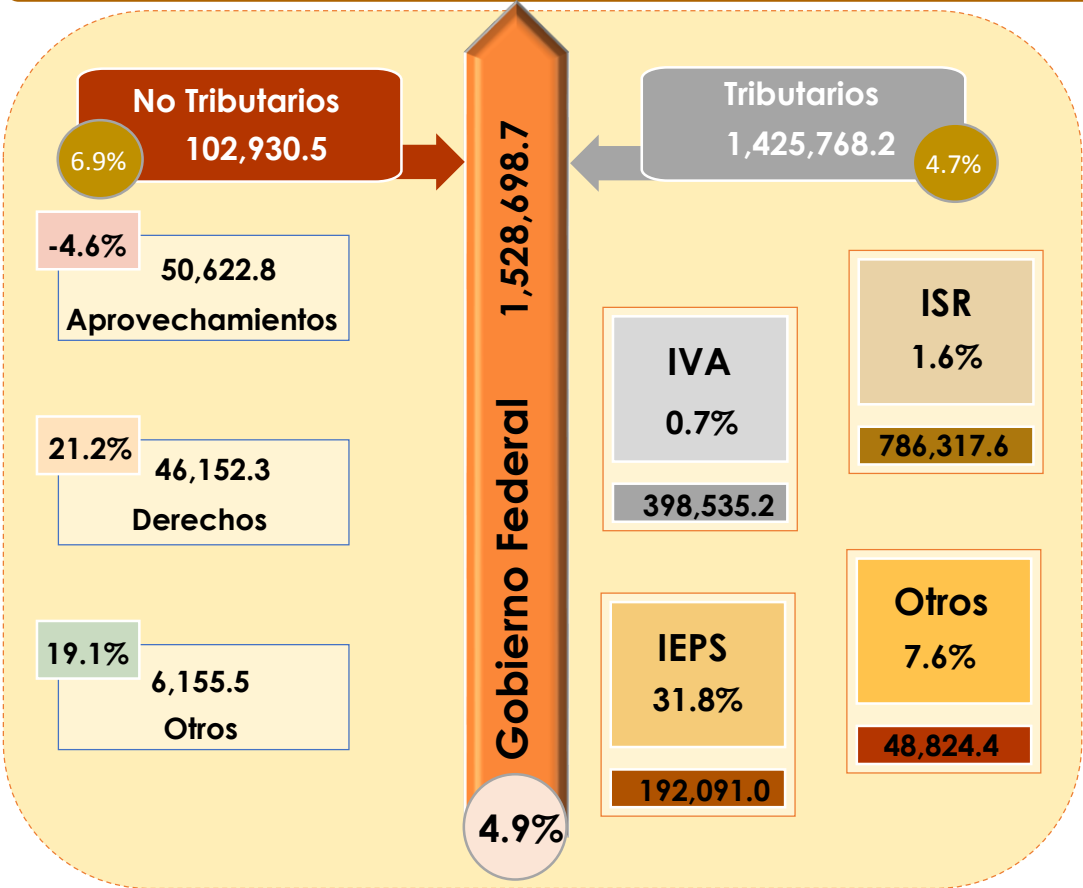 No Tributarios
102,930.5
6.9%
-4.6%
50,622.8
Aprovechamientos
21.2%
46,152.3
Derechos
19.1%
6,155.5
Otros
Gobierno Federal 1,528,698.7
4.9%
Tributarios
1,425,768.2
4.7%
IVA
0.7%
398,535.2
ISR
1.6%
786,317.6
IEPS
31.8%
192,091.0
Otros
7.6%
48,824.4